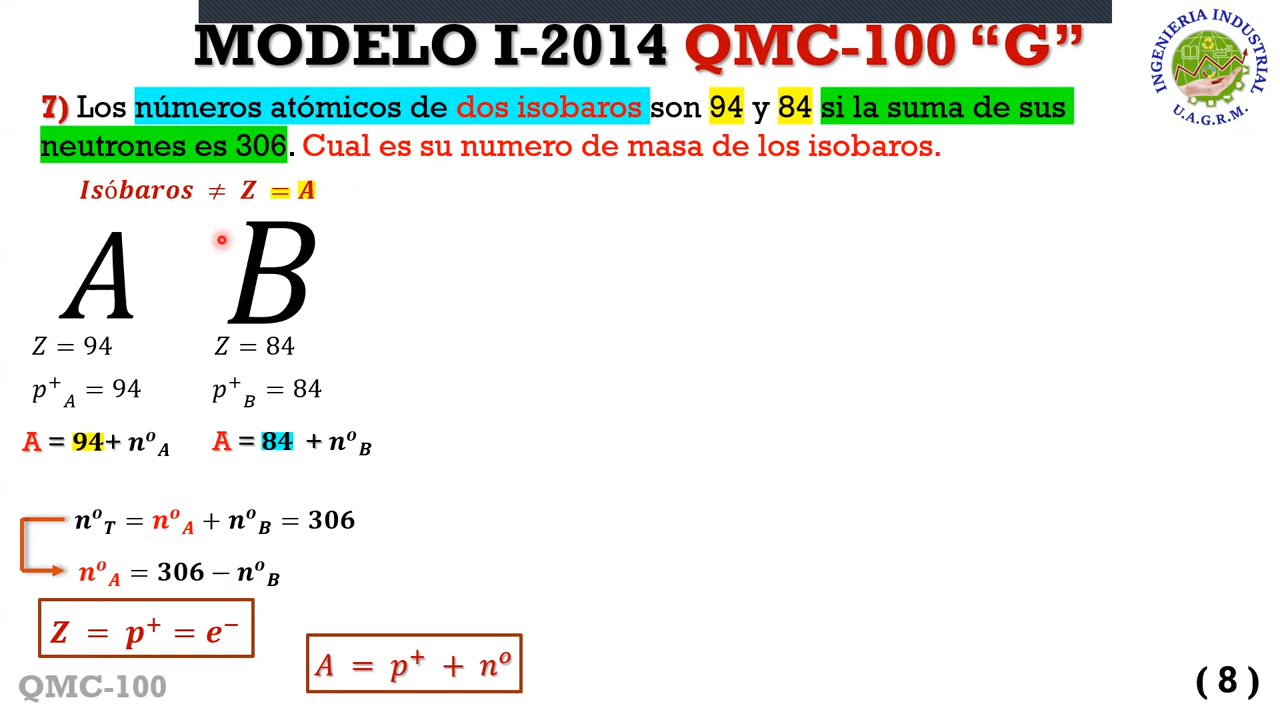 MODELO I-2014 QMC-100 “G”
INGENIERIA INDUSTRIAL
U.A.G.R.M.
7) Los números atómicos de dos isobaros son 94 y 84 si la suma de sus
neutrones es 306. Cual es su numero de masa de los isobaros.
Isóbaros ≠ Z = A
A B
Z = 94 Z = 84
p⁺_A = 94 p⁺_B = 84
A = 94+ nº_A A = 84 + nº_B
nº_T = nº_A + nº_B = 306
nº_A = 306 − nº_B
Z = p⁺ = e⁻
A = p⁺ + nº
QMC-100
( 8 )